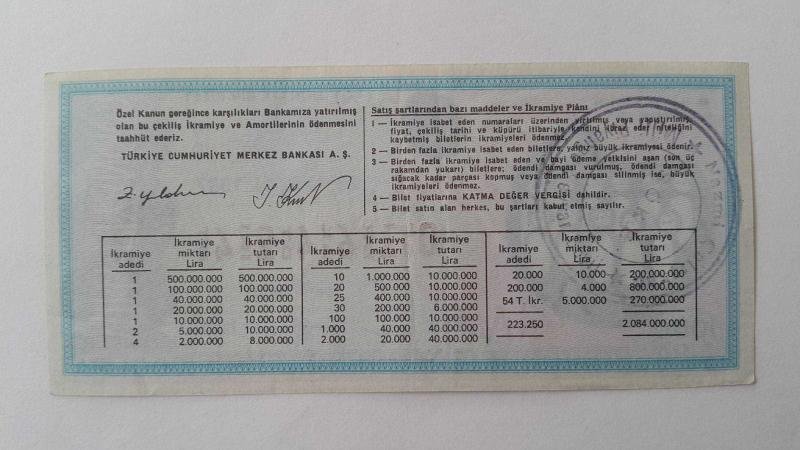 Özel Kanun gereğince karşılıkları Bankamıza yatırılmış
olan bu çekiliş İkramiye ve Amortilerinin ödenmesini
taahhüt ederiz.
TÜRKİYE CUMHURİYET MERKEZ BANKASI A. Ş.
Satış şartlarından bazı maddeler ve İkramiye Plânı
1 — İkramiye isabet eden numaraları üzerinden yırtılmış veya yapıştırılmış,
fiyat, çekiliş tarihi ve küpürü itibariyle kendini ibraz eder niteliğini
kaybetmiş biletlerin ikramiyeleri ödenmez.
2 — Birden fazla ikramiye isabet eden biletlere, yalnız büyük ikramiyesi ödenir.
3 — Birden fazla ikramiye isabet eden ve bayi ödeme yetkisini aşan (son üç
rakamdan yukarı) biletlere; ödendi damgası vurulmuş, ödendi damgası
sığacak kadar parçası kopmuş veya ödendi damgası silinmiş ise, büyük
ikramiyeleri ödenmez.
4 — Bilet fiyatlarına KATMA DEĞER VERGİSİ dahildir.
5 — Bilet satın alan herkes, bu şartları kabul etmiş sayılır.
İkramiye adedi İkramiye miktarı Lira İkramiye tutarı Lira
1 500.000.000 500.000.000
1 100.000.000 100.000.000
1 40.000.000 40.000.000
1 20.000.000 20.000.000
1 10.000.000 10.000.000
2 5.000.000 10.000.000
4 2.000.000 8.000.000
İkramiye adedi İkramiye miktarı Lira İkramiye tutarı Lira
10 1.000.000 10.000.000
20 500.000 10.000.000
25 400.000 10.000.000
30 200.000 6.000.000
100 100.000 10.000.000
1.000 40.000 40.000.000
2.000 20.000 40.000.000
İkramiye adedi İkramiye miktarı Lira İkramiye tutarı Lira
20.000 10.000 200.000.000
200.000 4.000 800.000.000
54 T. İkr. 5.000.000 270.000.000
223.250 2.084.000.000